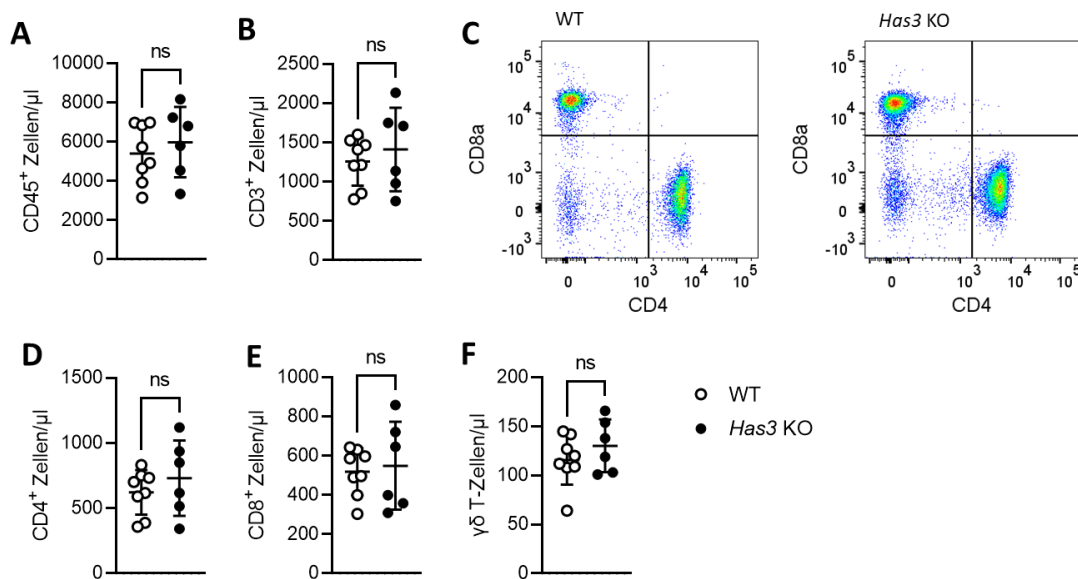 A
ns
CD45⁺ Zellen/µl
10000
8000
6000
4000
2000
0
B
ns
CD3⁺ Zellen/µl
2500
2000
1500
1000
500
0
C
WT
CD8a
10⁵
10⁴
10³
0
-10³
0 10³ 10⁴ 10⁵
CD4
Has3 KO
CD8a
10⁵
10⁴
10³
0
-10³
0 10³ 10⁴ 10⁵
CD4
D
ns
CD4⁺ Zellen/µl
1500
1000
500
0
E
ns
CD8⁺ Zellen/µl
1000
800
600
400
200
0
F
ns
γδ T-Zellen/µl
200
150
100
50
0
WT
Has3 KO